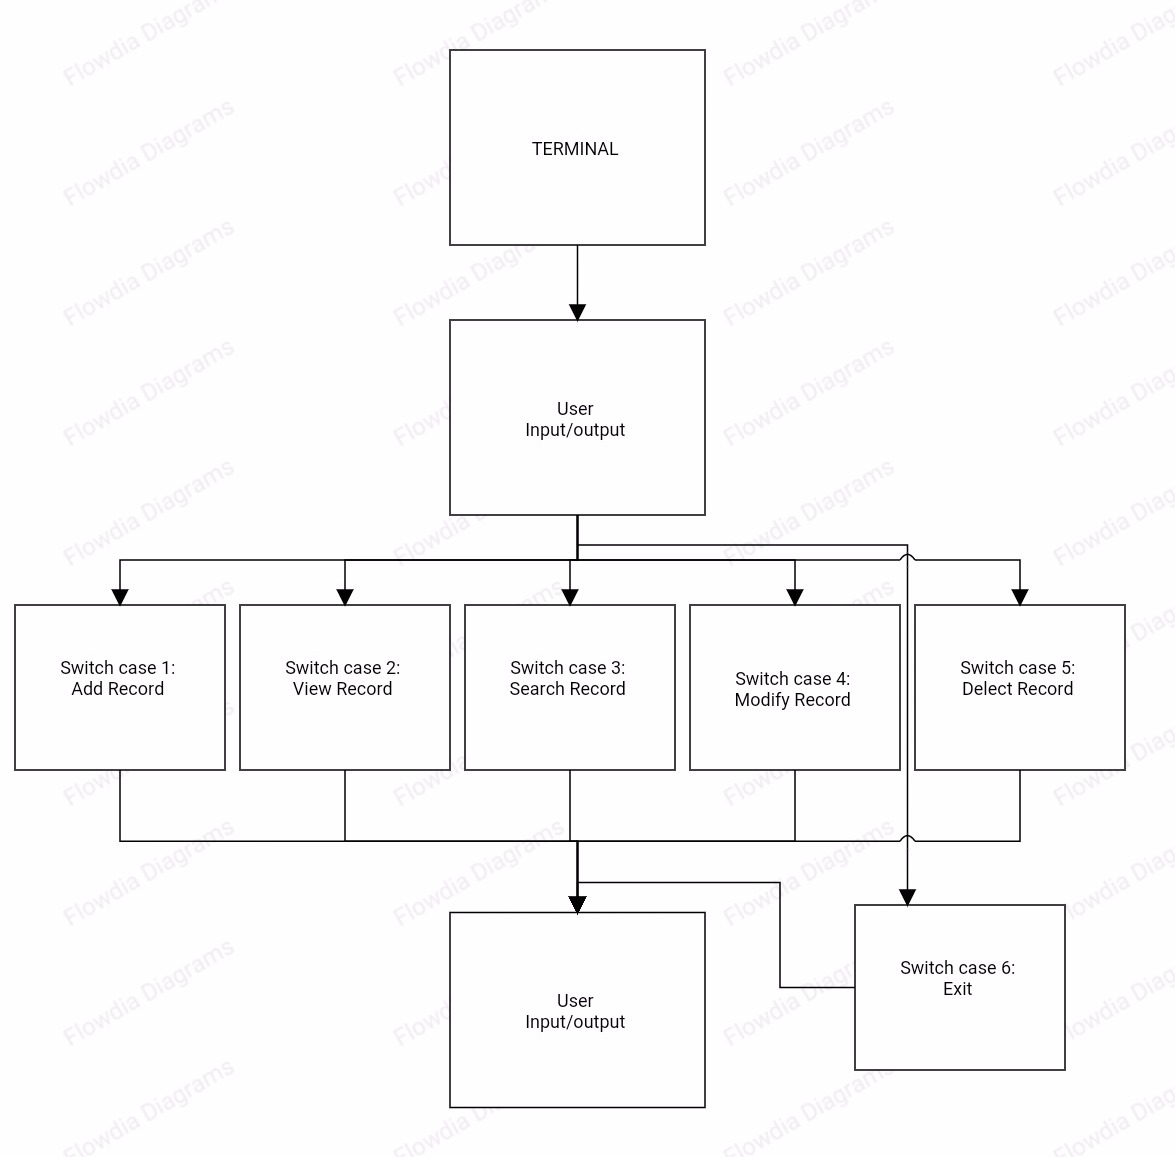 TERMINAL
User
Input/output
Switch case 1:
Add Record
Switch case 2:
View Record
Switch case 3:
Search Record
Switch case 4:
Modify Record
Switch case 5:
Delect Record
User
Input/output
Switch case 6:
Exit
Flowdia Diagrams